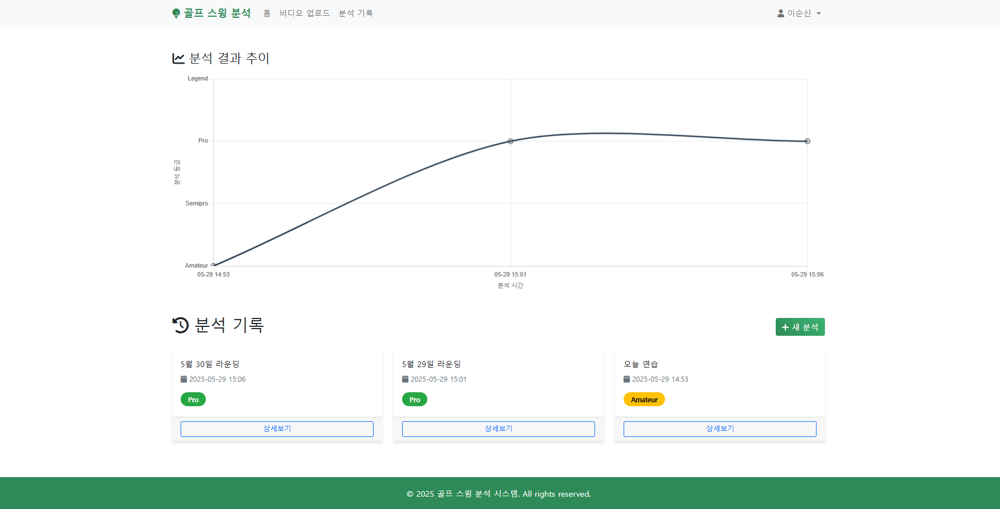 골프 스윙 분석 홈 비디오 업로드 분석 기록 이순신
분석 결과 추이
Legend
Pro
Semipro
Amateur
분석 등급
05-29 14:53 05-29 15:01 05-29 15:06
분석 시간
분석 기록
+ 새 분석
5월 30일 라운딩
2025-05-29 15:06
Pro
상세보기
5월 29일 라운딩
2025-05-29 15:01
Pro
상세보기
오늘 연습
2025-05-29 14:53
Amateur
상세보기
© 2025 골프 스윙 분석 시스템. All rights reserved.